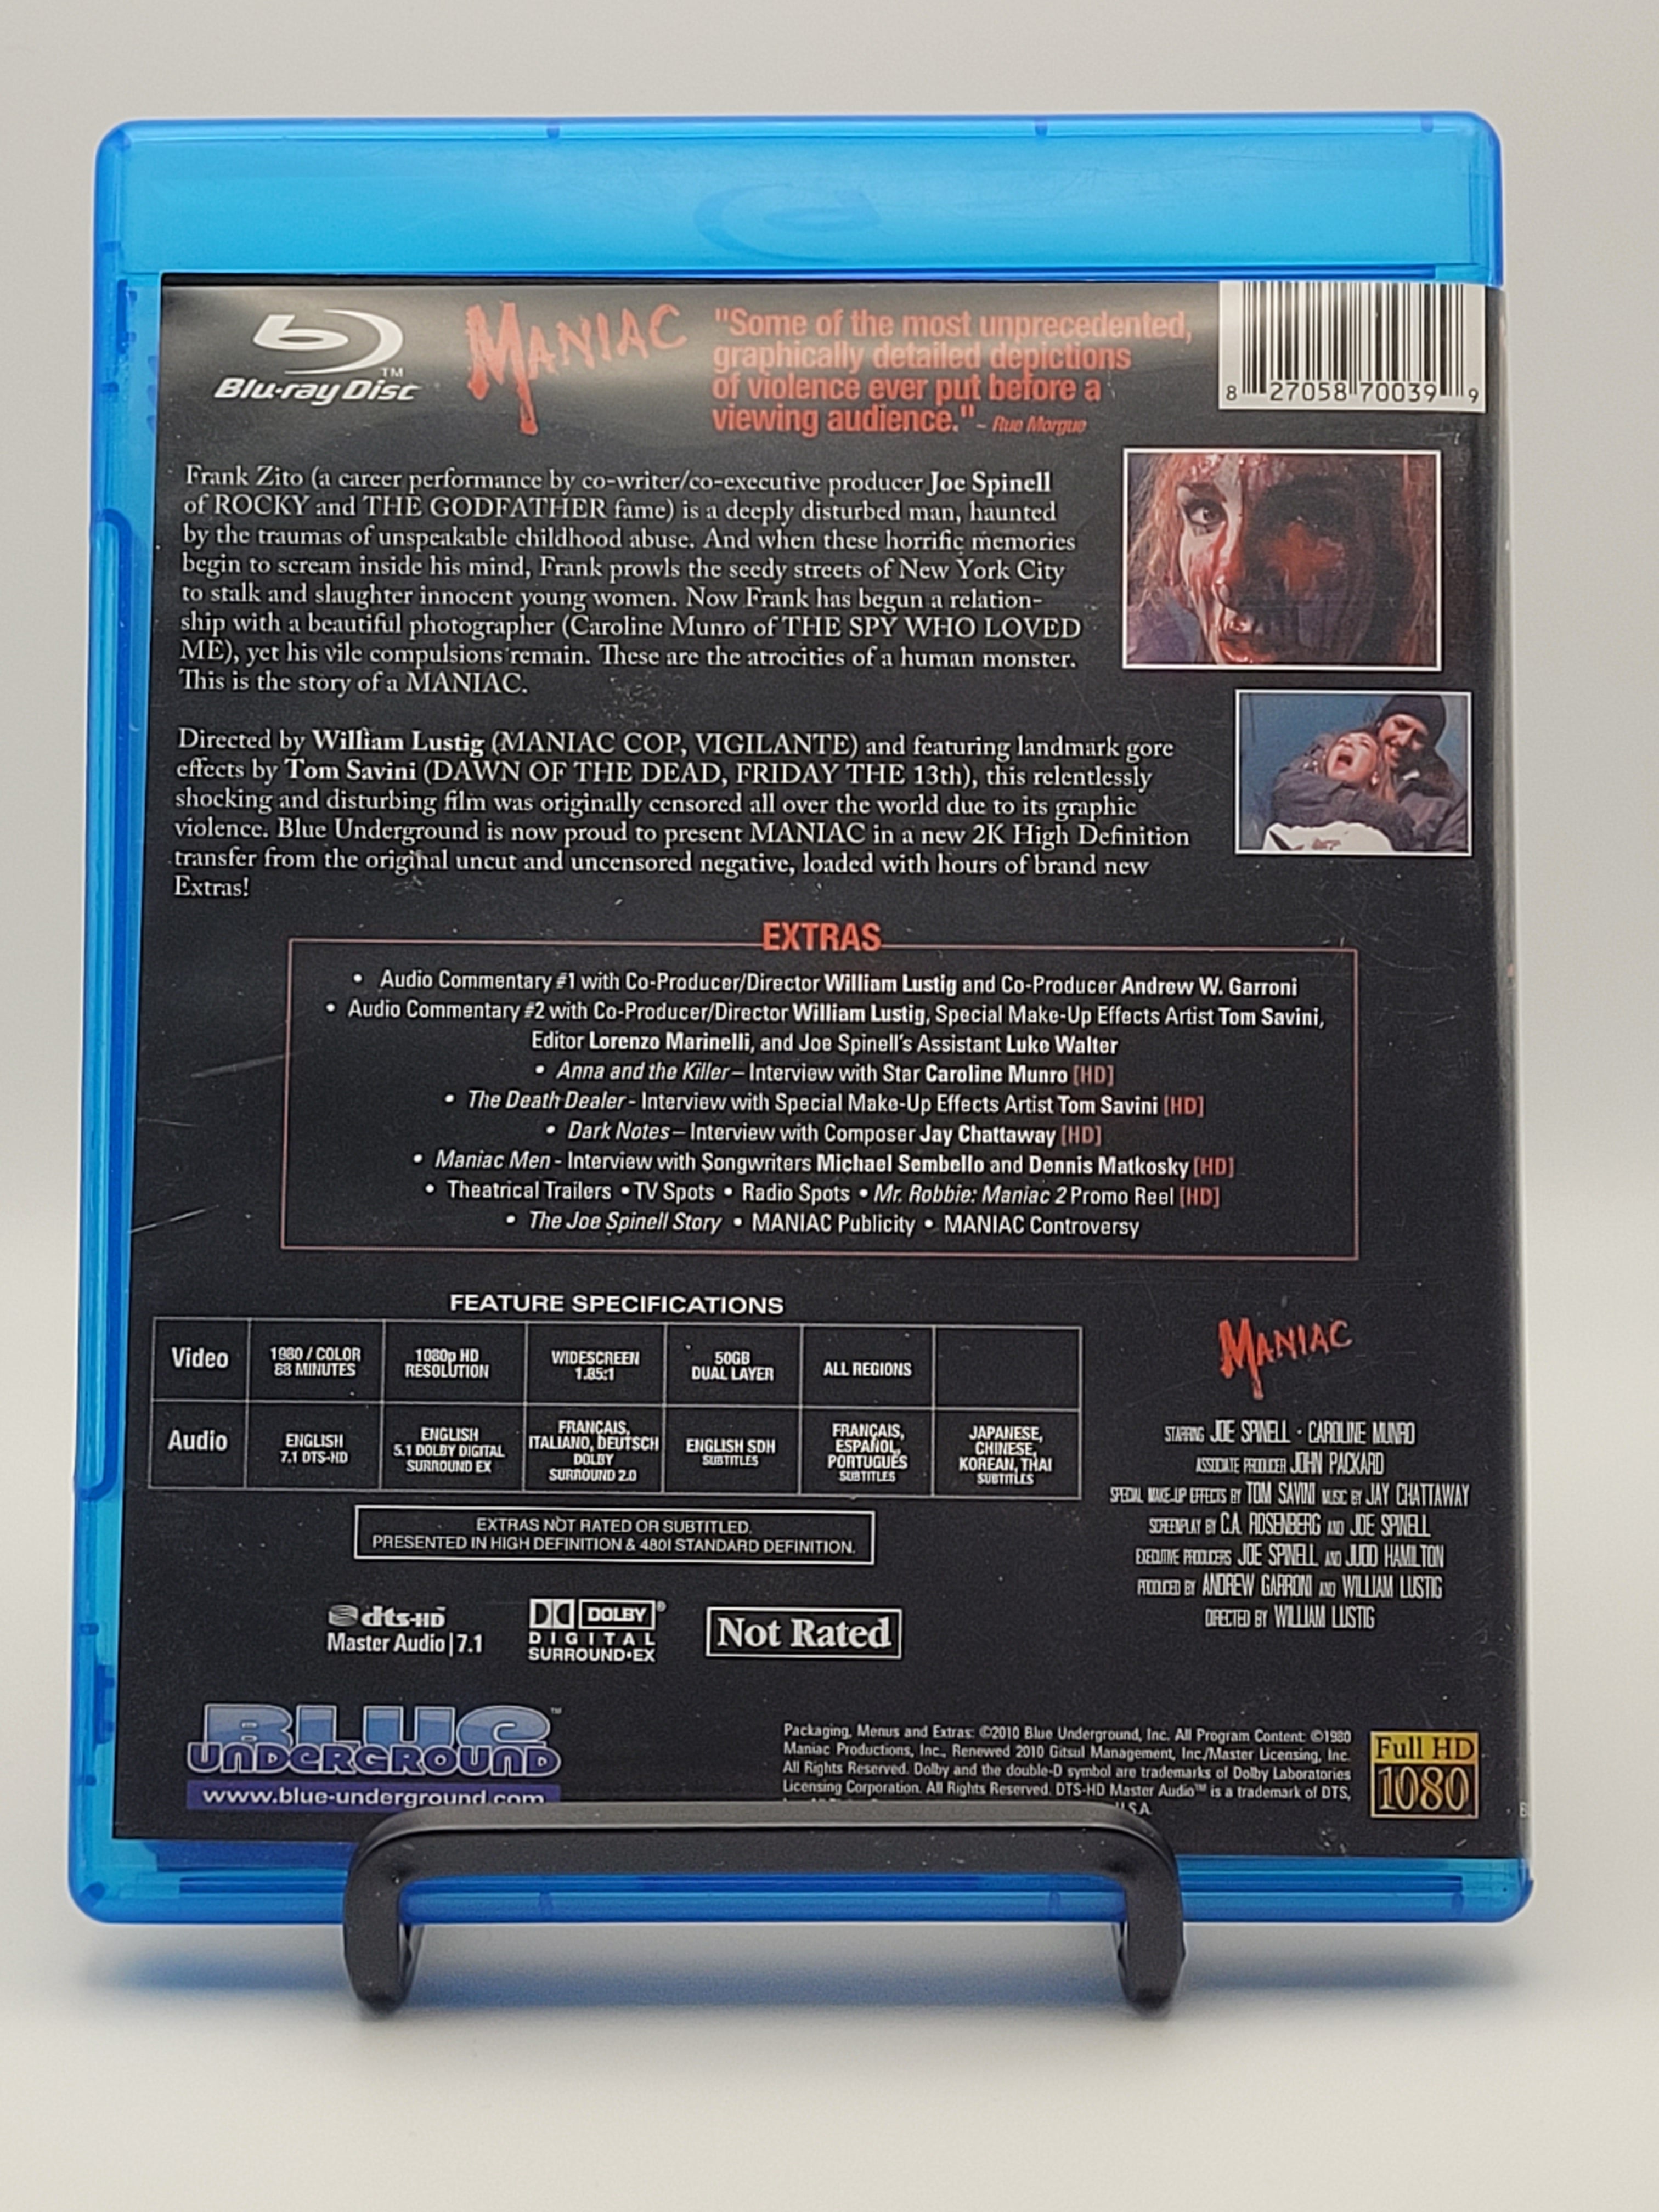 Blu-ray Disc™
MANIAC
"Some of the most unprecedented,
graphically detailed depictions
of violence ever put before a
viewing audience." - Rue Morgue
8 27058 70039 9
Frank Zito (a career performance by co-writer/co-executive producer Joe Spinell
of ROCKY and THE GODFATHER fame) is a deeply disturbed man, haunted
by the traumas of unspeakable childhood abuse. And when these horrific memories
begin to scream inside his mind, Frank prowls the seedy streets of New York City
to stalk and slaughter innocent young women. Now Frank has begun a relation-
ship with a beautiful photographer (Caroline Munro of THE SPY WHO LOVED
ME), yet his vile compulsions remain. These are the atrocities of a human monster.
This is the story of a MANIAC.
Directed by William Lustig (MANIAC COP, VIGILANTE) and featuring landmark gore
effects by Tom Savini (DAWN OF THE DEAD, FRIDAY THE 13th), this relentlessly
shocking and disturbing film was originally censored all over the world due to its graphic
violence. Blue Underground is now proud to present MANIAC in a new 2K High Definition
transfer from the original uncut and uncensored negative, loaded with hours of brand new
Extras!
EXTRAS
• Audio Commentary #1 with Co-Producer/Director William Lustig and Co-Producer Andrew W. Garroni
• Audio Commentary #2 with Co-Producer/Director William Lustig, Special Make-Up Effects Artist Tom Savini,
Editor Lorenzo Marinelli, and Joe Spinell's Assistant Luke Walter
• Anna and the Killer – Interview with Star Caroline Munro [HD]
• The Death Dealer - Interview with Special Make-Up Effects Artist Tom Savini [HD]
• Dark Notes – Interview with Composer Jay Chattaway [HD]
• Maniac Men - Interview with Songwriters Michael Sembello and Dennis Matkosky [HD]
• Theatrical Trailers • TV Spots • Radio Spots • Mr. Robbie: Maniac 2 Promo Reel [HD]
• The Joe Spinell Story • MANIAC Publicity • MANIAC Controversy
FEATURE SPECIFICATIONS
Video
1980 / COLOR
88 MINUTES
1080p HD
RESOLUTION
WIDESCREEN
1.85:1
50GB
DUAL LAYER
ALL REGIONS
Audio
ENGLISH
7.1 DTS-HD
ENGLISH
5.1 DOLBY DIGITAL
SURROUND EX
FRANÇAIS,
ITALIANO, DEUTSCH
DOLBY
SURROUND 2.0
ENGLISH SDH
SUBTITLES
FRANÇAIS,
ESPAÑOL,
PORTUGUÊS
SUBTITLES
JAPANESE,
CHINESE,
KOREAN, THAI
SUBTITLES
EXTRAS NOT RATED OR SUBTITLED.
PRESENTED IN HIGH DEFINITION & 480I STANDARD DEFINITION.
MANIAC
STARRING JOE SPINELL · CAROLINE MUNRO
ASSOCIATE PRODUCER JOHN PACKARD
SPECIAL MAKE-UP EFFECTS BY TOM SAVINI MUSIC BY JAY CHATTAWAY
SCREENPLAY BY C.A. ROSENBERG AND JOE SPINELL
EXECUTIVE PRODUCERS JOE SPINELL AND JUDD HAMILTON
PRODUCED BY ANDREW GARRONI AND WILLIAM LUSTIG
DIRECTED BY WILLIAM LUSTIG
dts-HD™
Master Audio | 7.1
DOLBY®
DIGITAL
SURROUND•EX
Not Rated
BLUE™
UNDERGROUND
www.blue-underground.com
Packaging, Menus and Extras: ©2010 Blue Underground, Inc. All Program Content: ©1980
Maniac Productions, Inc., Renewed 2010 Gitsul Management, Inc./Master Licensing, Inc.
All Rights Reserved. Dolby and the double-D symbol are trademarks of Dolby Laboratories
Licensing Corporation. All Rights Reserved. DTS-HD Master Audio™ is a trademark of DTS,
U.S.A.
Full HD
1080